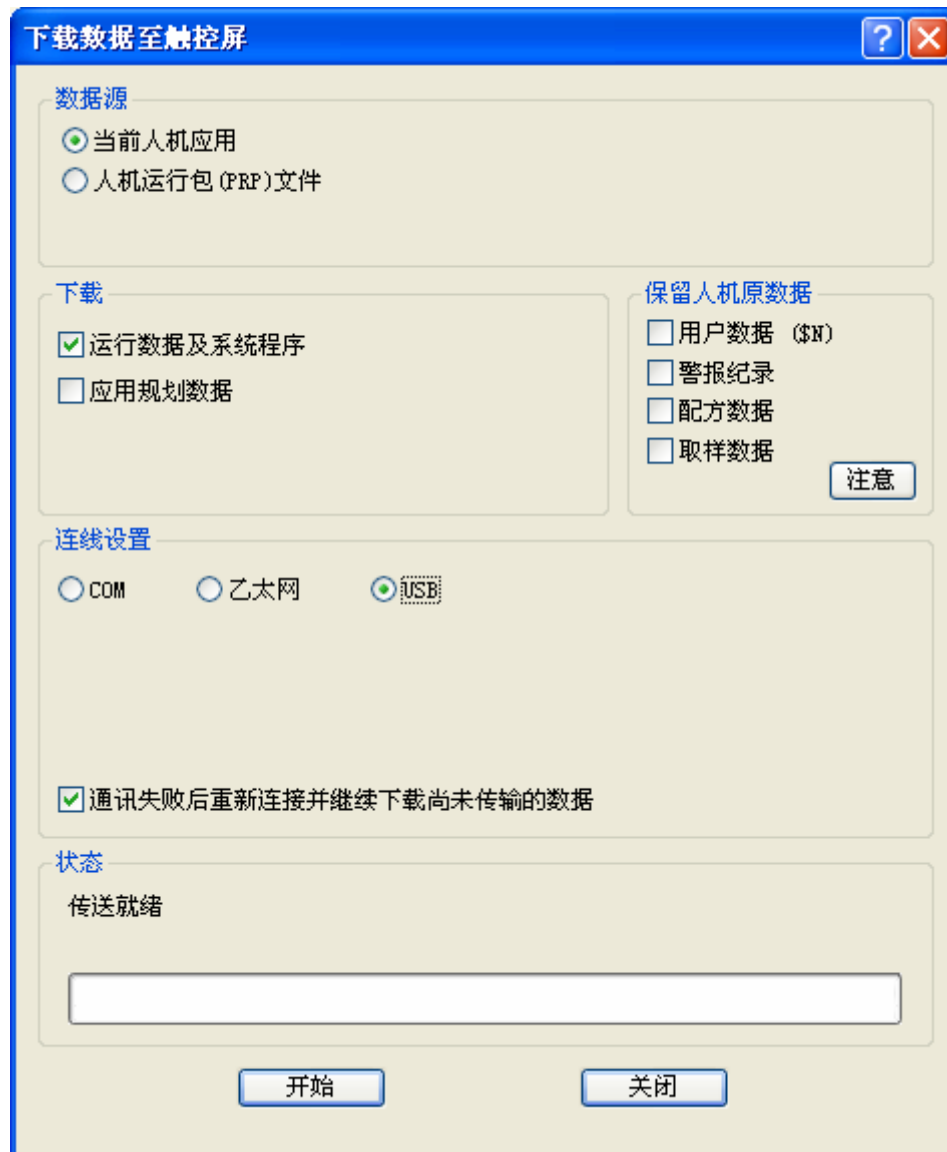 下载数据至触控屏
数据源
当前人机应用
人机运行包(PRP)文件
下载
运行数据及系统程序
应用规划数据
保留人机原数据
用户数据 ($N)
警报纪录
配方数据
取样数据
注意
连线设置
COM 乙太网 USB
通讯失败后重新连接并继续下载尚未传输的数据
状态
传送就绪
开始 关闭